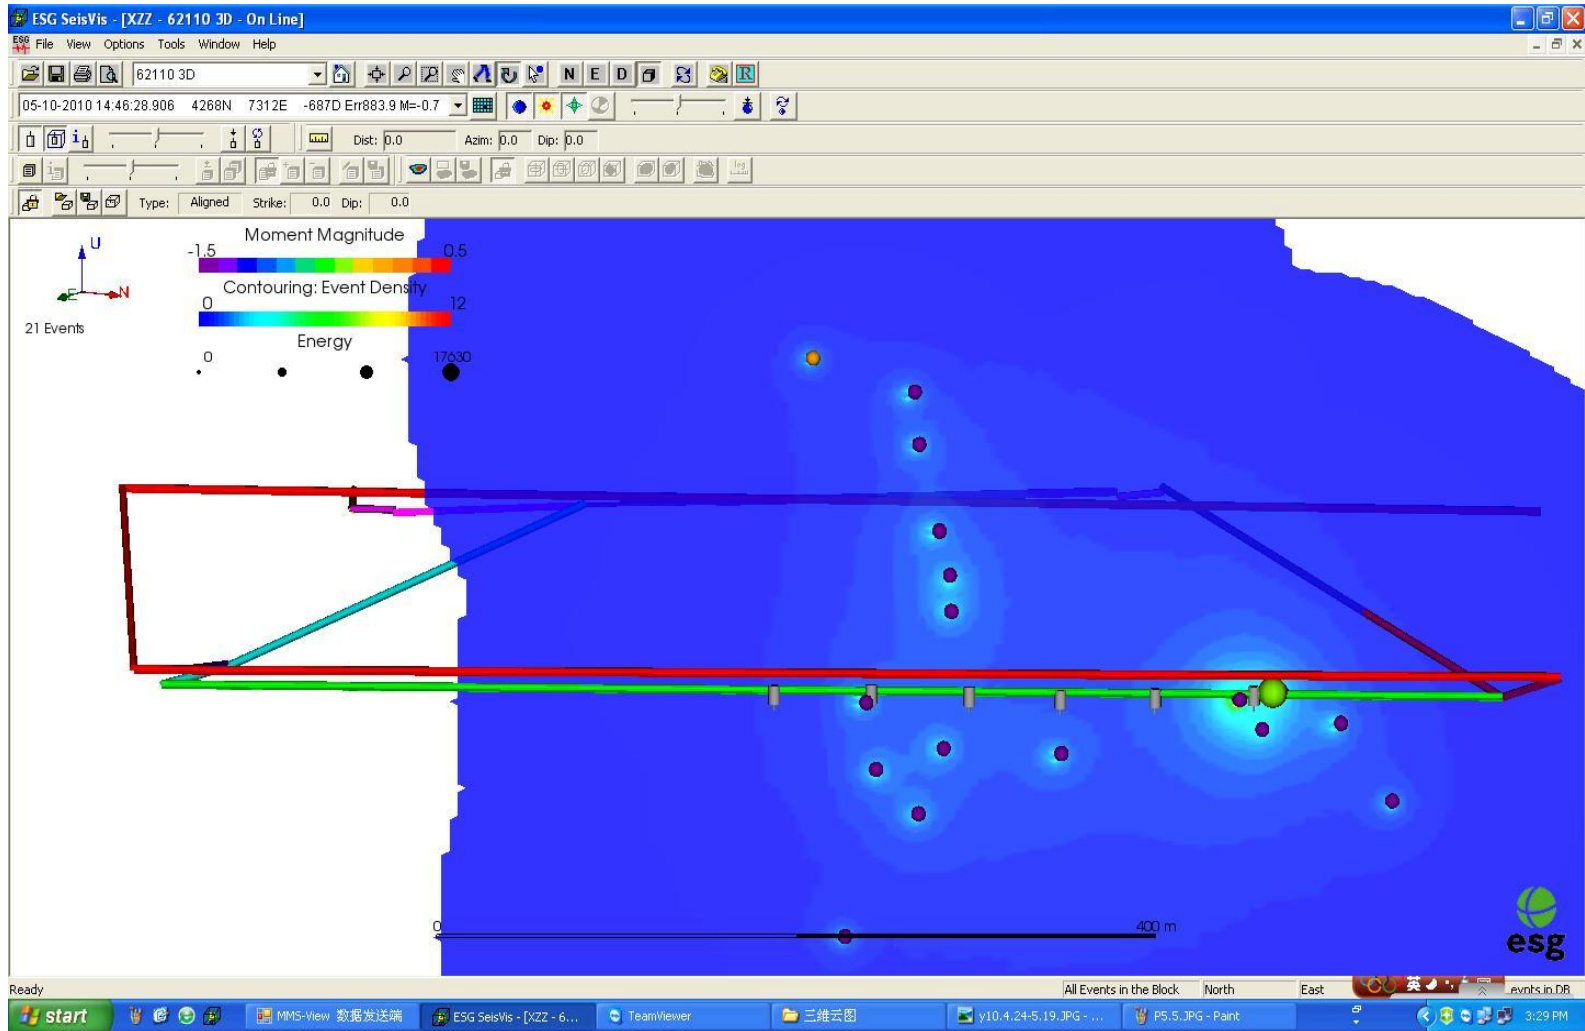 ESG SeisVis - [XZZ - 62110 3D - On Line]
ESG File View Options Tools Window Help
62110 3D N E D R
05-10-2010 14:46:28.906 4268N 7312E -687D Err883.9 M=-0.7
Dist: 0.0 Azim: 0.0 Dip: 0.0
log
Type: Aligned Strike: 0.0 Dip: 0.0
U
E N
21 Events
Moment Magnitude
-1.5 0.5
Contouring: Event Density
0 12
Energy
0 17630
0 400 m
esg
Ready All Events in the Block North East
英
start MMS-View 数据发送端 ESG SeisVis - [XZZ - 6... TeamViewer 三维云图 y10.4.24-5.19.JPG - ... P5.5.JPG - Paint 3:29 PM